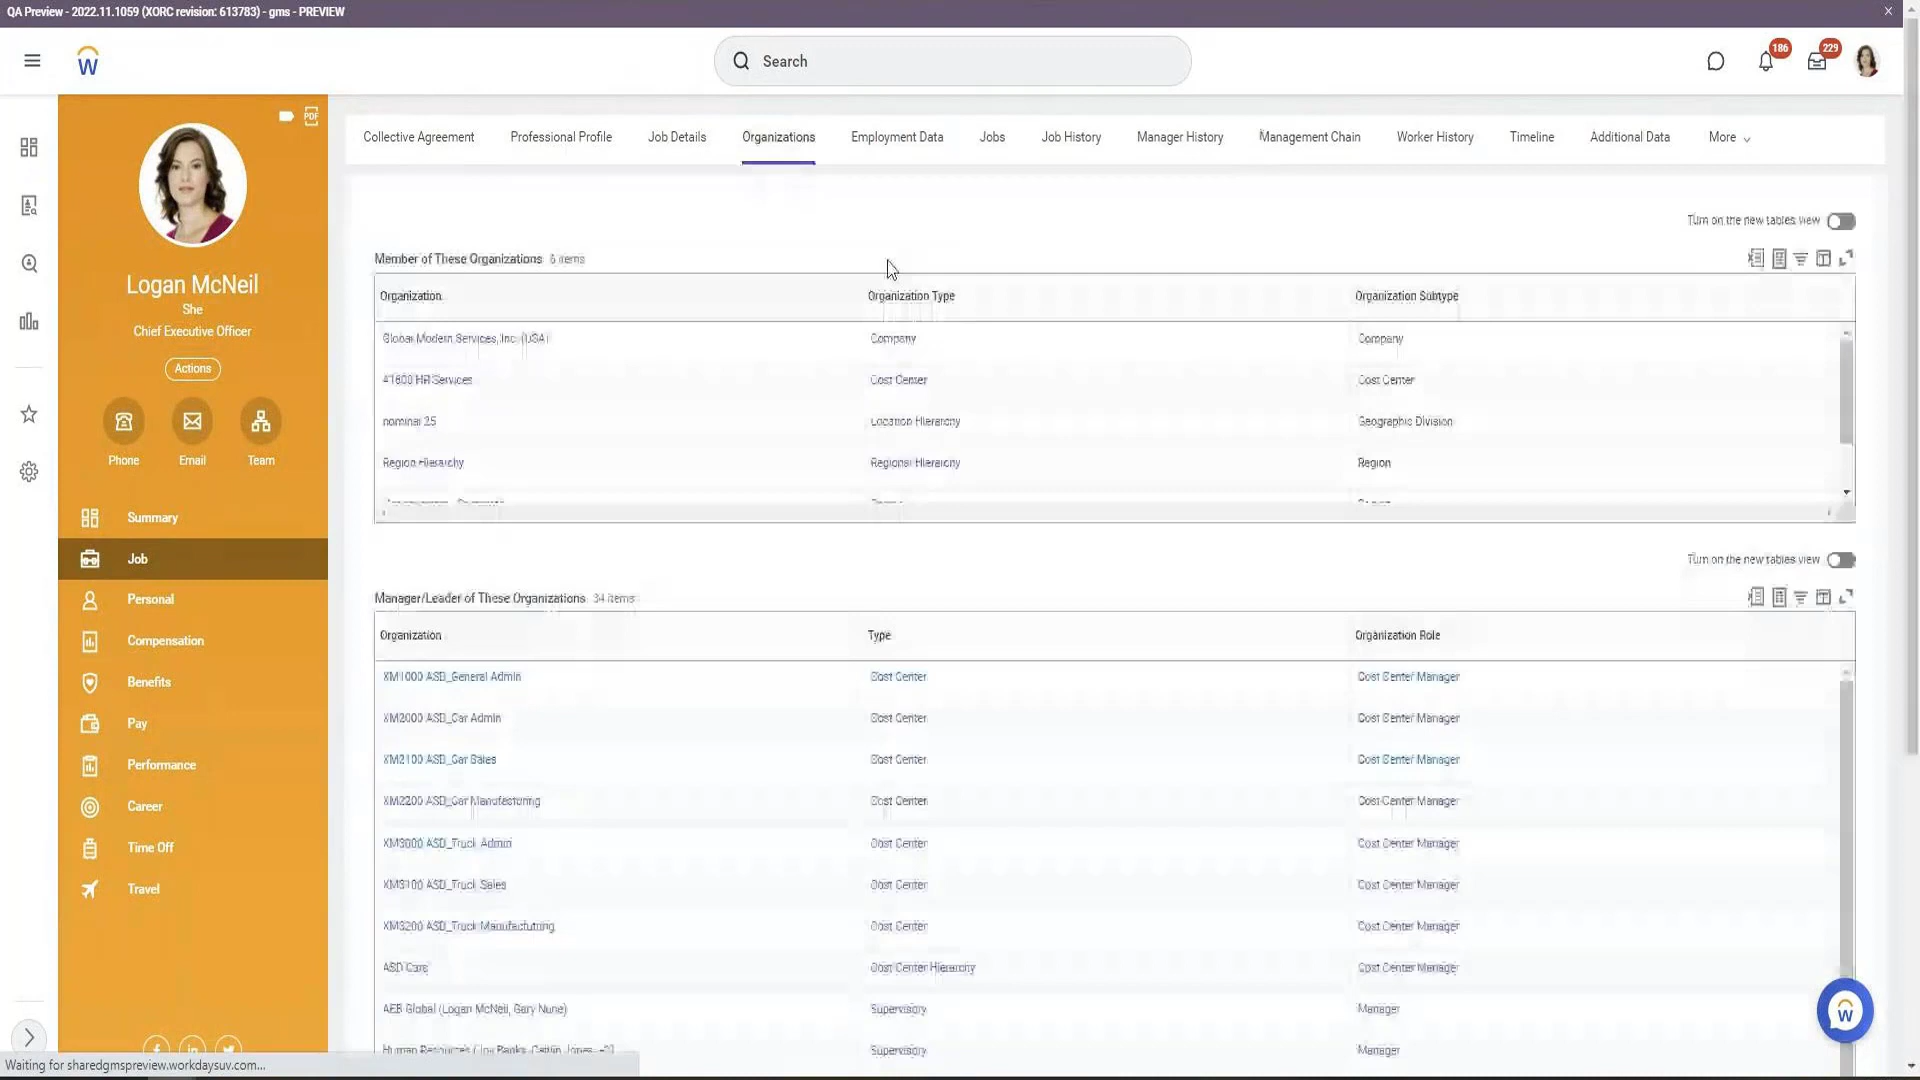 QA Preview - 2022.11.1059 (XORC revision: 613783) - gms - PREVIEW
Search
186
229
PDF
Logan McNeil
She
Chief Executive Officer
Actions
Phone Email Team
Summary
Job
Personal
Compensation
Benefits
Pay
Performance
Career
Time Off
Travel
Collective Agreement Professional Profile Job Details Organizations Employment Data Jobs Job History Manager History Management Chain Worker History Timeline Additional Data More
Turn on the new tables view
Member of These Organizations 6 items
Organization Organization Type Organization Subtype
Global Modern Services, Inc. (USA) Company Company
41600 HR Services Cost Center Cost Center
nominar 25 Location Hierarchy Geographic Division
Region Hierarchy Regional Hierarchy Region
Turn on the new tables view
Manager/Leader of These Organizations 34 items
Organization Type Organization Role
XM1000 ASD_General Admin Cost Center Cost Center Manager
XM2000 ASD_Car Admin Cost Center Cost Center Manager
XM2100 ASD_Car Sales Cost Center Cost Center Manager
XM2200 ASD_Car Manufacturing Cost Center Cost Center Manager
XM3000 ASD_Truck Admin Cost Center Cost Center Manager
XM3100 ASD_Truck Sales Cost Center Cost Center Manager
XM3200 ASD_Truck Manufacturing Cost Center Cost Center Manager
ASD Cars Cost Center Hierarchy Cost Center Manager
AEB Global (Logan McNeil, Gary Nune) Supervisory Manager
Human Resources Supervisory Manager
Waiting for sharedgmspreview.workdaysuv.com...